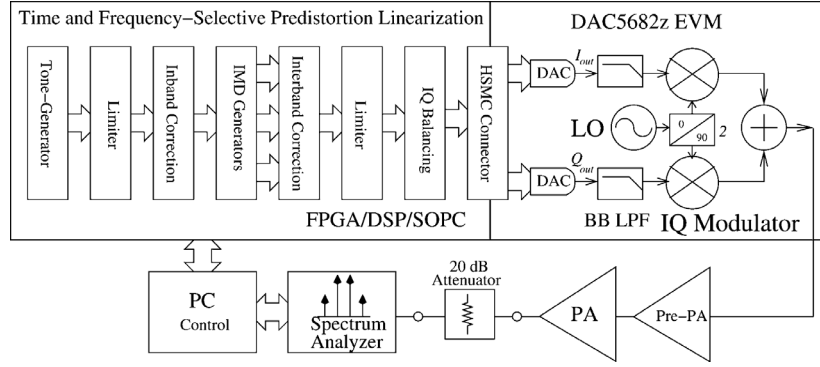 Time and Frequency-Selective Predistortion Linearization
DAC5682z EVM
Tone-Generator
Limiter
Inband Correction
IMD Generators
Interband Correction
Limiter
IQ Balancing
HSMC Connector
DAC
Iout
LO
0
90
2
DAC
Qout
BB LPF
IQ Modulator
FPGA/DSP/SOPC
PC
Control
Spectrum
Analyzer
20 dB
Attenuator
PA
Pre-PA